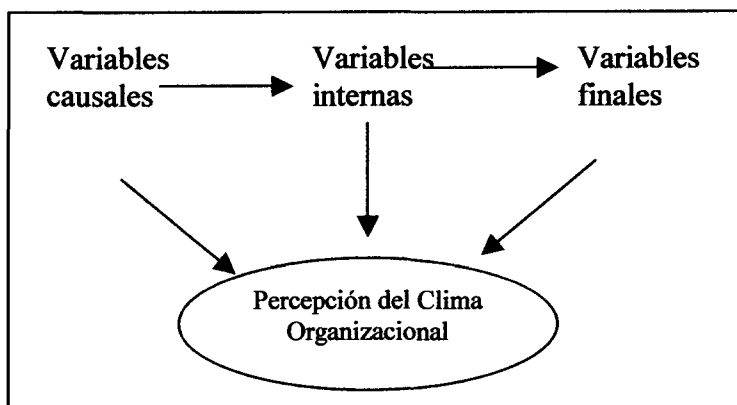 Variables
causales
Variables
internas
Variables
finales
Percepción del Clima
Organizacional